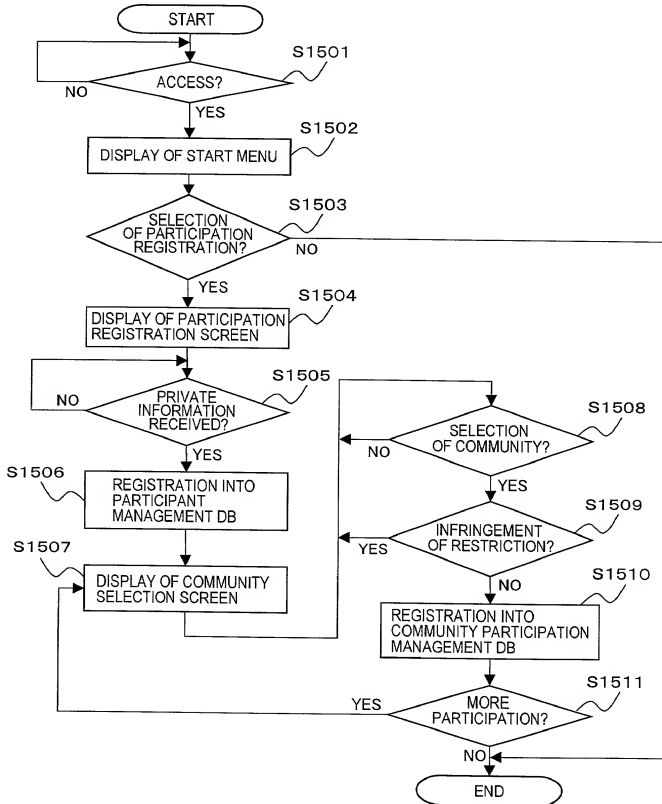 START
S1501
ACCESS?
NO
YES
S1502
DISPLAY OF START MENU
S1503
SELECTION
OF PARTICIPATION
REGISTRATION?
NO
YES
S1504
DISPLAY OF PARTICIPATION
REGISTRATION SCREEN
S1505
PRIVATE
INFORMATION
RECEIVED?
NO
YES
S1506
REGISTRATION INTO
PARTICIPANT
MANAGEMENT DB
S1507
DISPLAY OF COMMUNITY
SELECTION SCREEN
S1508
SELECTION
OF COMMUNITY?
NO
YES
S1509
INFRINGEMENT
OF RESTRICTION?
YES
NO
S1510
REGISTRATION INTO
COMMUNITY PARTICIPATION
MANAGEMENT DB
S1511
MORE
PARTICIPATION?
YES
NO
END